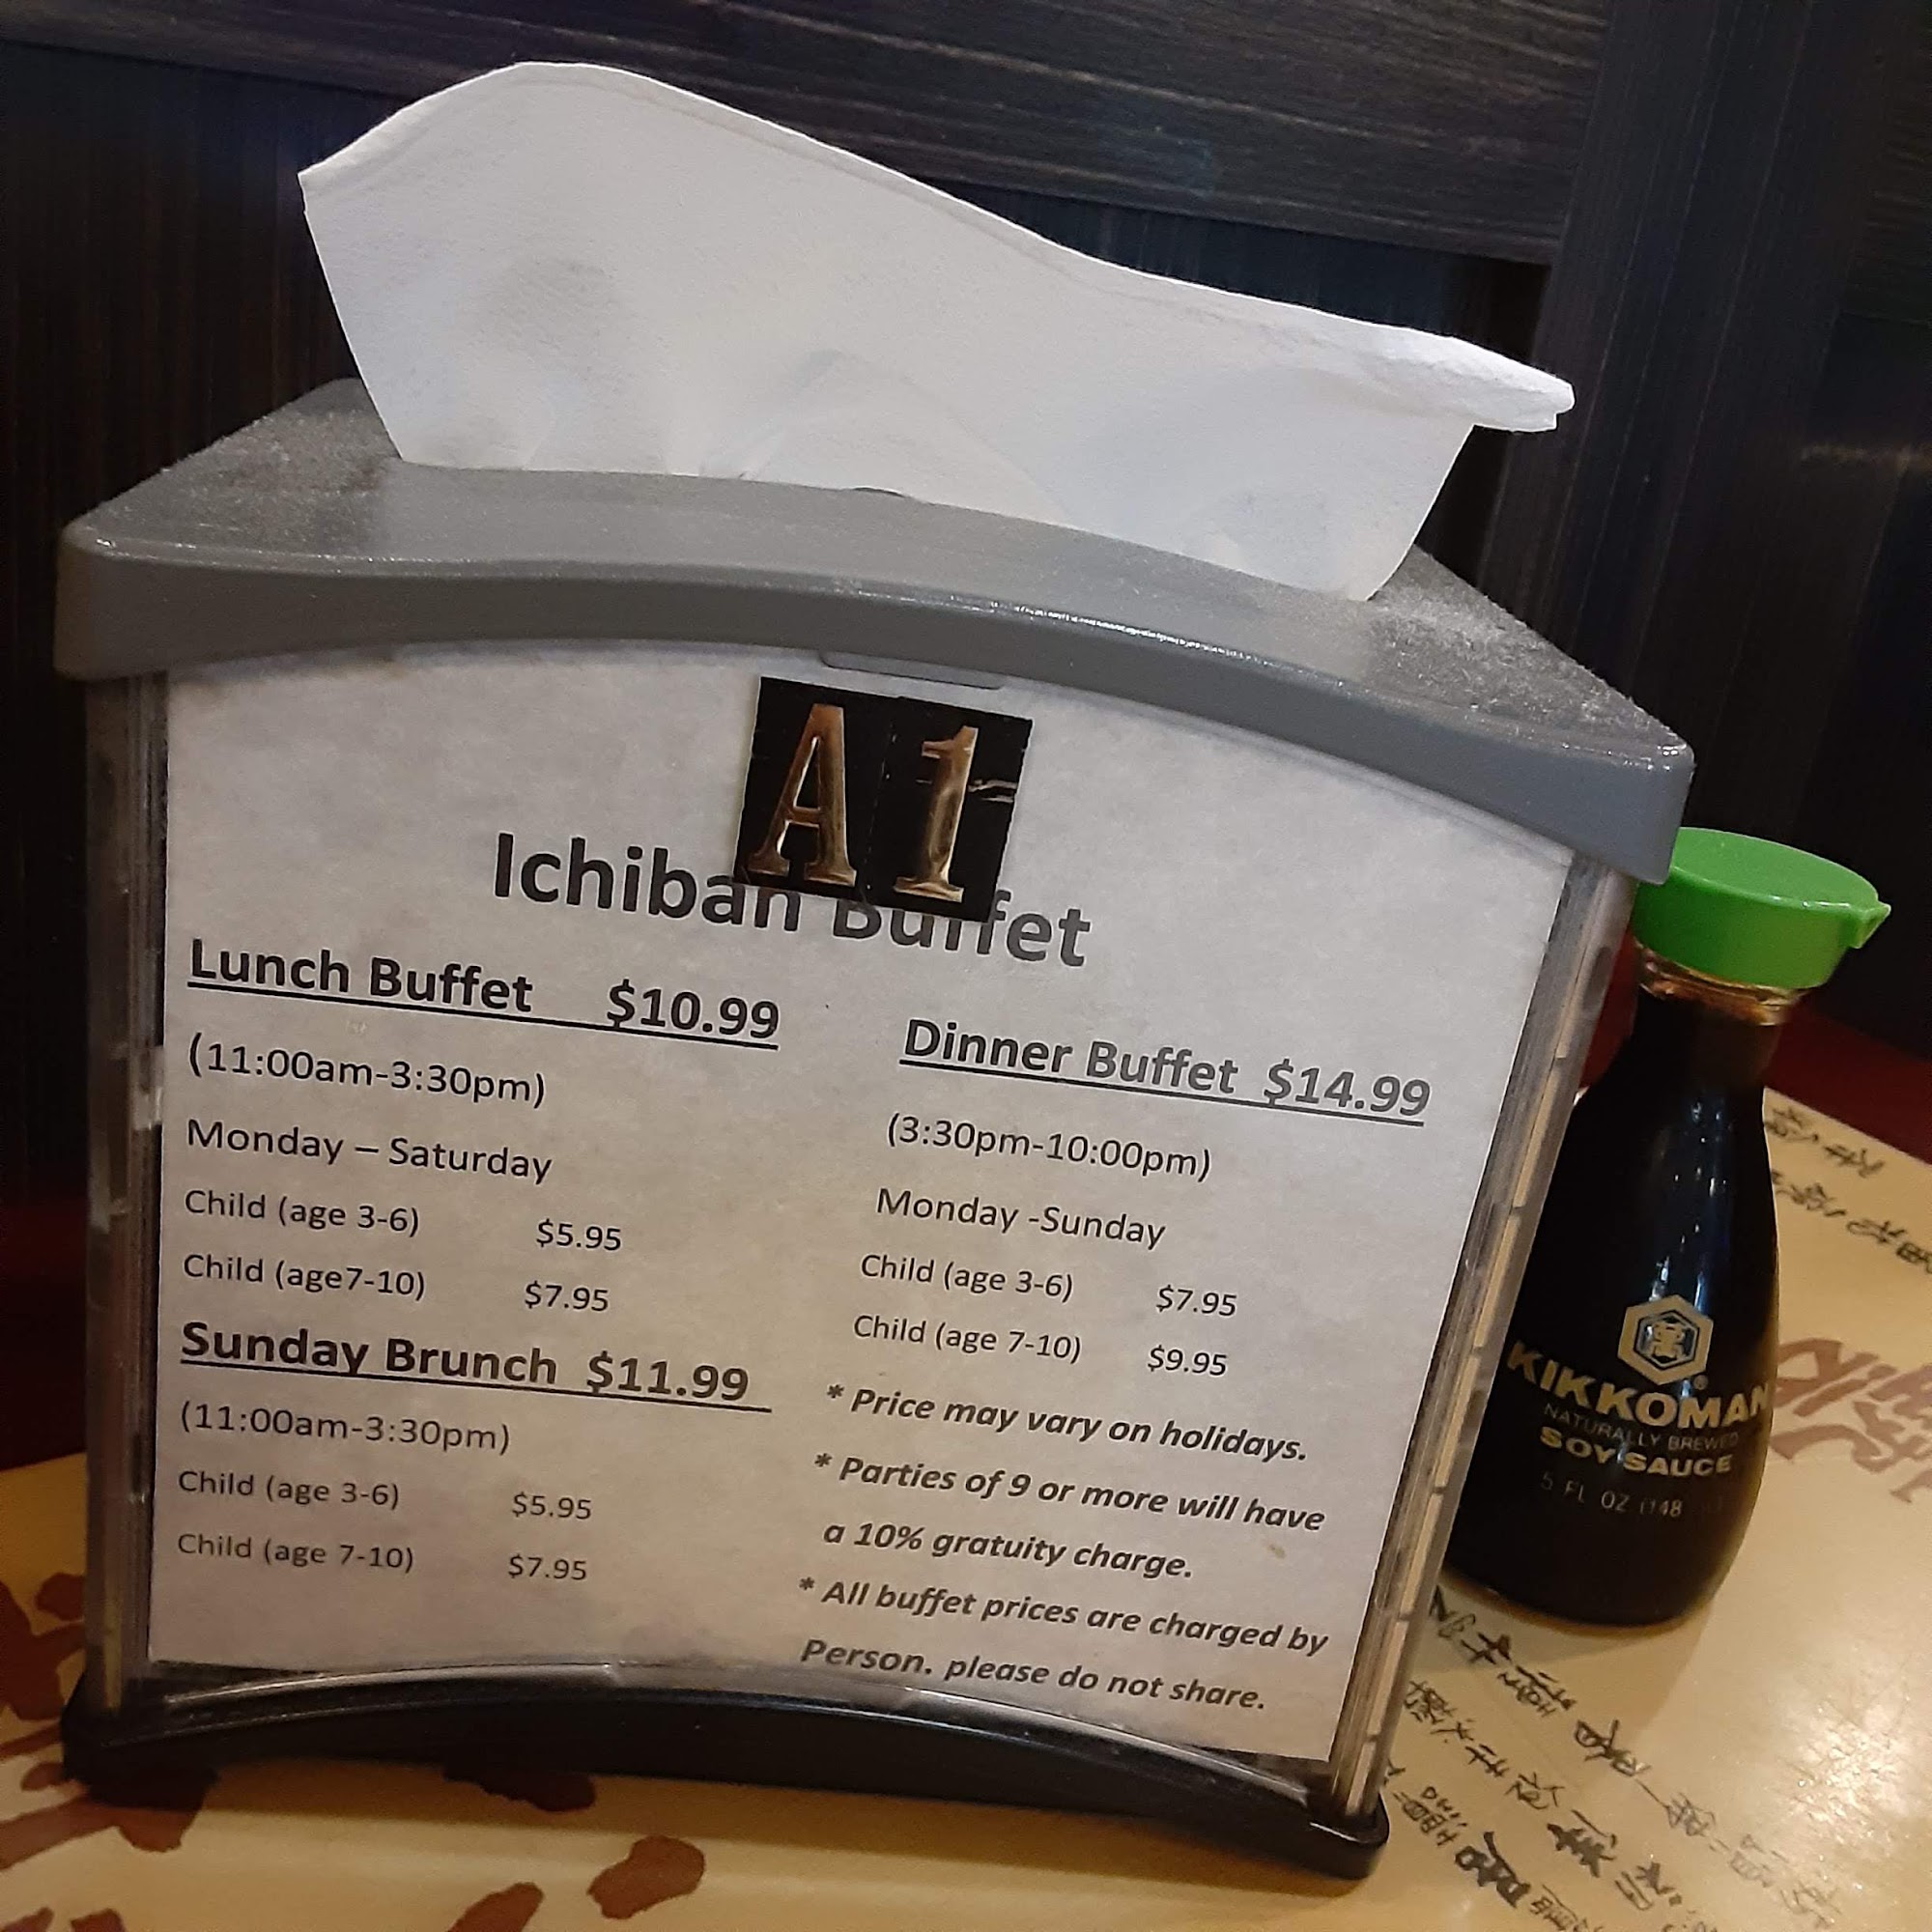 A1
Ichiban Buffet
Lunch Buffet $10.99
(11:00am-3:30pm)
Monday – Saturday
Child (age 3-6) $5.95
Child (age7-10) $7.95
Sunday Brunch $11.99
(11:00am-3:30pm)
Child (age 3-6) $5.95
Child (age 7-10) $7.95
Dinner Buffet $14.99
(3:30pm-10:00pm)
Monday -Sunday
Child (age 3-6) $7.95
Child (age 7-10) $9.95
* Price may vary on holidays.
* Parties of 9 or more will have
a 10% gratuity charge.
* All buffet prices are charged by
Person. please do not share.
KIKKOMAN
NATURALLY BREWED
SOY SAUCE
5 FL OZ (148